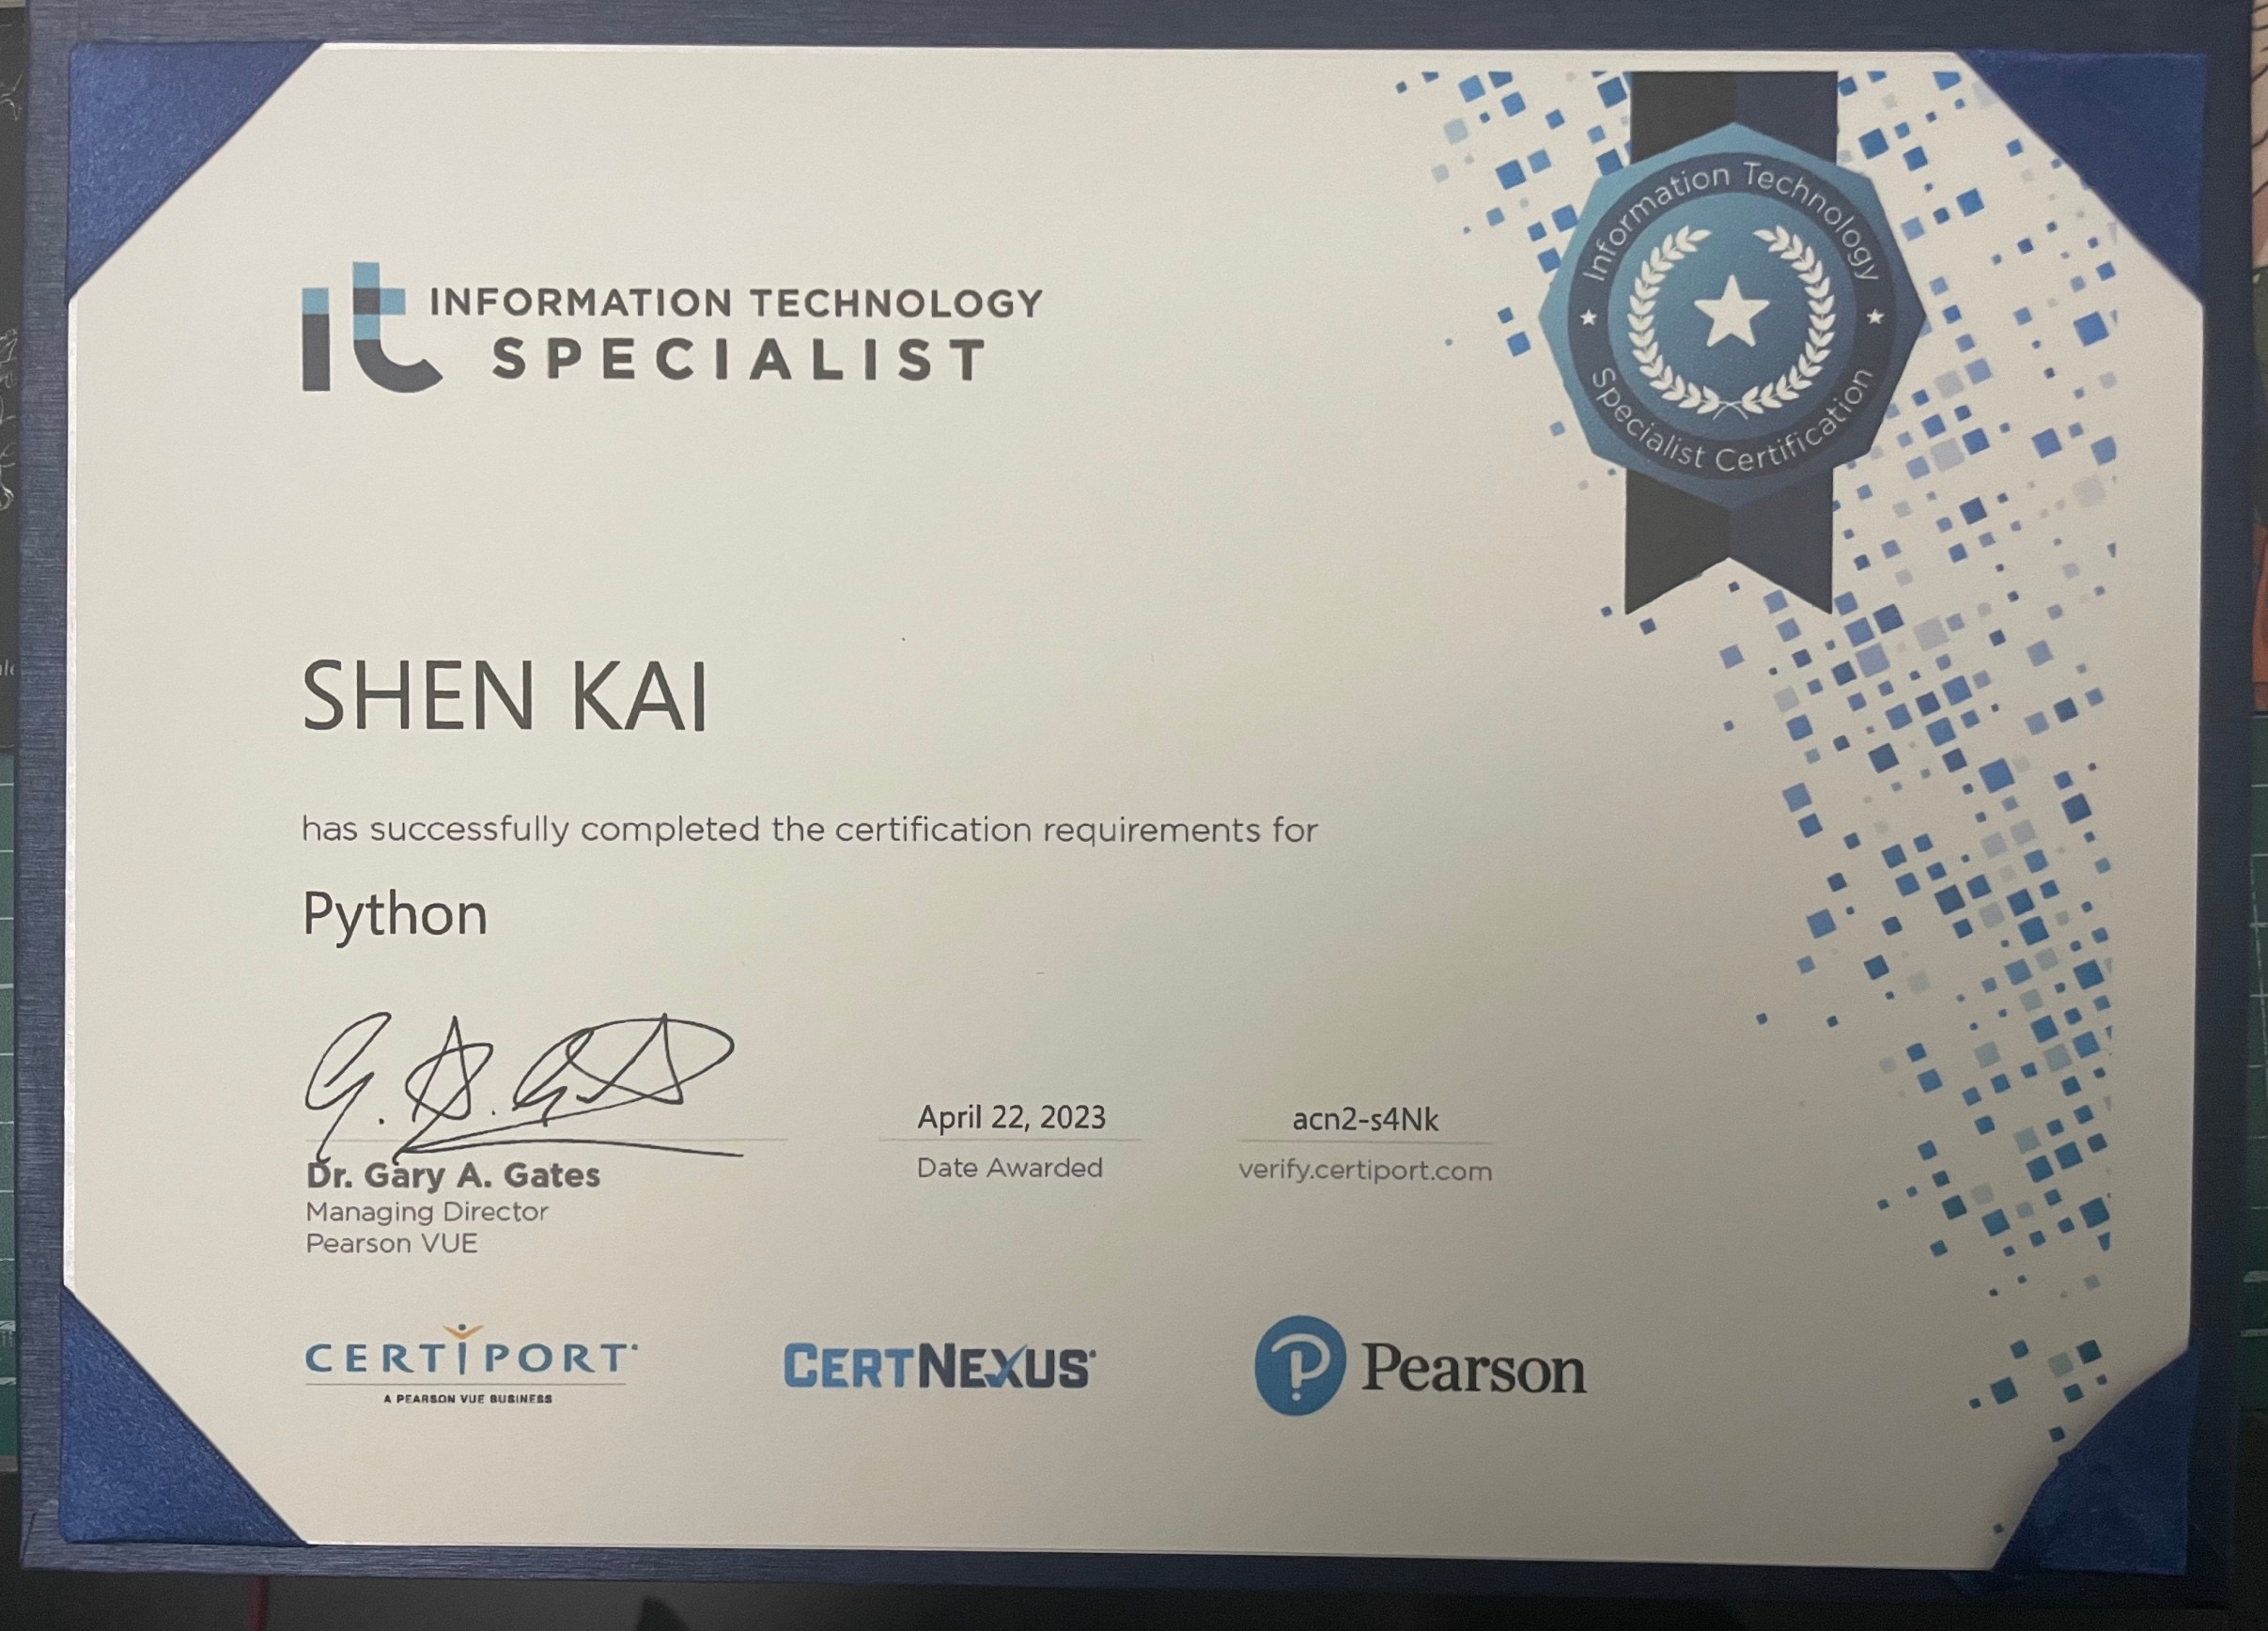 it INFORMATION TECHNOLOGY
SPECIALIST
Information Technology
Specialist Certification
SHEN KAI
has successfully completed the certification requirements for
Python
Dr. Gary A. Gates
Managing Director
Pearson VUE
April 22, 2023
Date Awarded
acn2-s4Nk
verify.certiport.com
CERTIPORT
A PEARSON VUE BUSINESS
CERTNEXUS
P Pearson